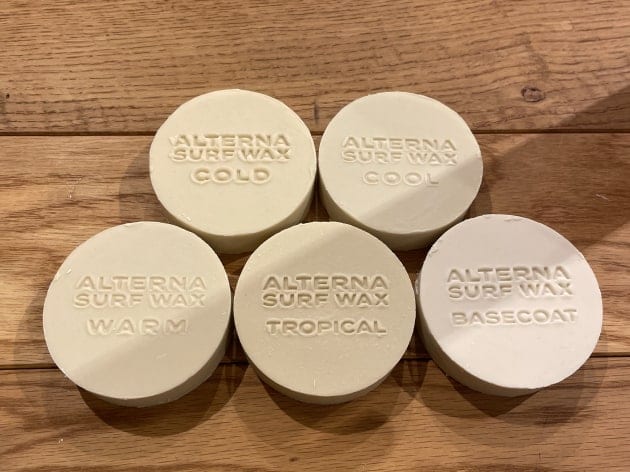 ALTERNA
SURF WAX
COLD
ALTERNA
SURF WAX
COOL
ALTERNA
SURF WAX
WARM
ALTERNA
SURF WAX
TROPICAL
ALTERNA
SURF WAX
BASECOAT